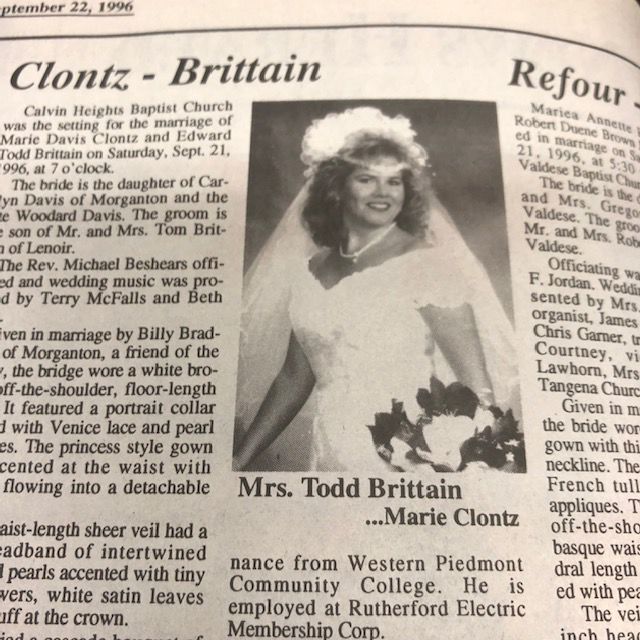 September 22, 1996
Clontz - Brittain
Calvin Heights Baptist Church
was the setting for the marriage of
Marie Davis Clontz and Edward
Todd Brittain on Saturday, Sept. 21,
996, at 7 o'clock.
The bride is the daughter of Car-
yn Davis of Morganton and the
te Woodard Davis. The groom is
son of Mr. and Mrs. Tom Brit-
n of Lenoir.
The Rev. Michael Beshears offi-
ed and wedding music was pro-
d by Terry McFalls and Beth
iven in marriage by Billy Brad-
of Morganton, a friend of the
y, the bridge wore a white bro-
off-the-shoulder, floor-length
It featured a portrait collar
d with Venice lace and pearl
es. The princess style gown
cented at the waist with
flowing into a detachable
aist-length sheer veil had a
eadband of intertwined
d pearls accented with tiny
wers, white satin leaves
uff at the crown.
Mrs. Todd Brittain
...Marie Clontz
nance from Western Piedmont
Community College. He is
employed at Rutherford Electric
Membership Corp.
Refour
Mariea Annette
Robert Duene Brown
ed in marriage on
21, 1996, at 5:30
Valdese Baptist Chu
The bride is the d
and Mrs. Grego
Valdese. The groo
Mr. and Mrs. Rob
Valdese.
Officiating wa
F. Jordan. Weddi
sented by Mrs.
organist, James
Chris Garner, tr
Courtney, vi
Lawhorn, Mrs
Tangena Church
Given in m
the bride wor
gown with thi
neckline. The
French tull
appliques. T
off-the-sho
basque wais
dral length
ed with pea
The vei
inch hea